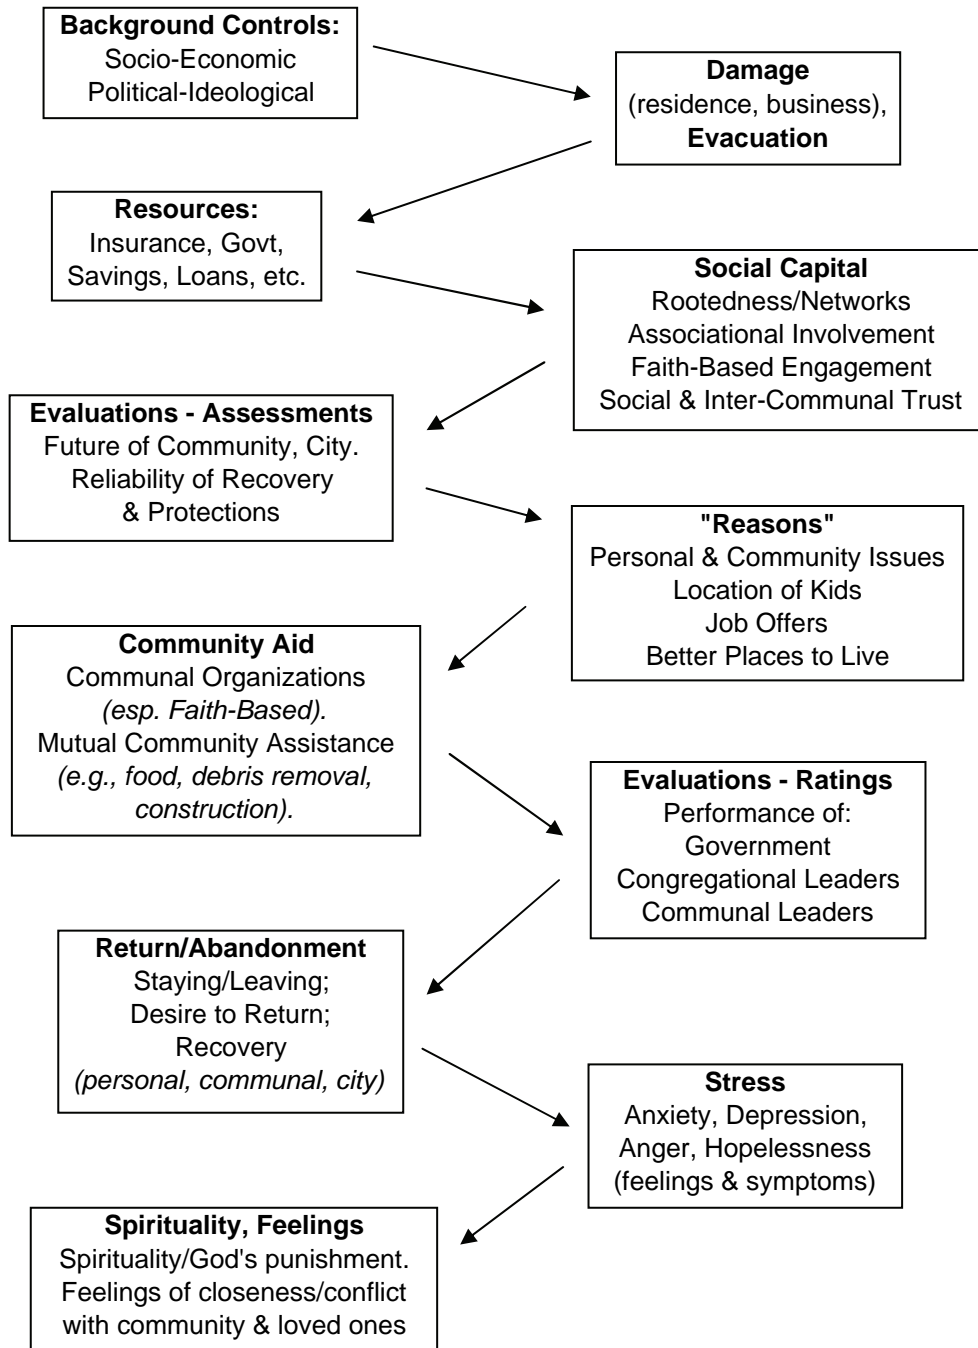 Background Controls:
Socio-Economic
Political-Ideological
Damage
(residence, business),
Evacuation
Resources:
Insurance, Govt,
Savings, Loans, etc.
Social Capital
Rootedness/Networks
Associational Involvement
Faith-Based Engagement
Social & Inter-Communal Trust
Evaluations - Assessments
Future of Community, City.
Reliability of Recovery
& Protections
"Reasons"
Personal & Community Issues
Location of Kids
Job Offers
Better Places to Live
Community Aid
Communal Organizations
(esp. Faith-Based).
Mutual Community Assistance
(e.g., food, debris removal,
construction).
Evaluations - Ratings
Performance of:
Government
Congregational Leaders
Communal Leaders
Return/Abandonment
Staying/Leaving;
Desire to Return;
Recovery
(personal, communal, city)
Stress
Anxiety, Depression,
Anger, Hopelessness
(feelings & symptoms)
Spirituality, Feelings
Spirituality/God's punishment.
Feelings of closeness/conflict
with community & loved ones